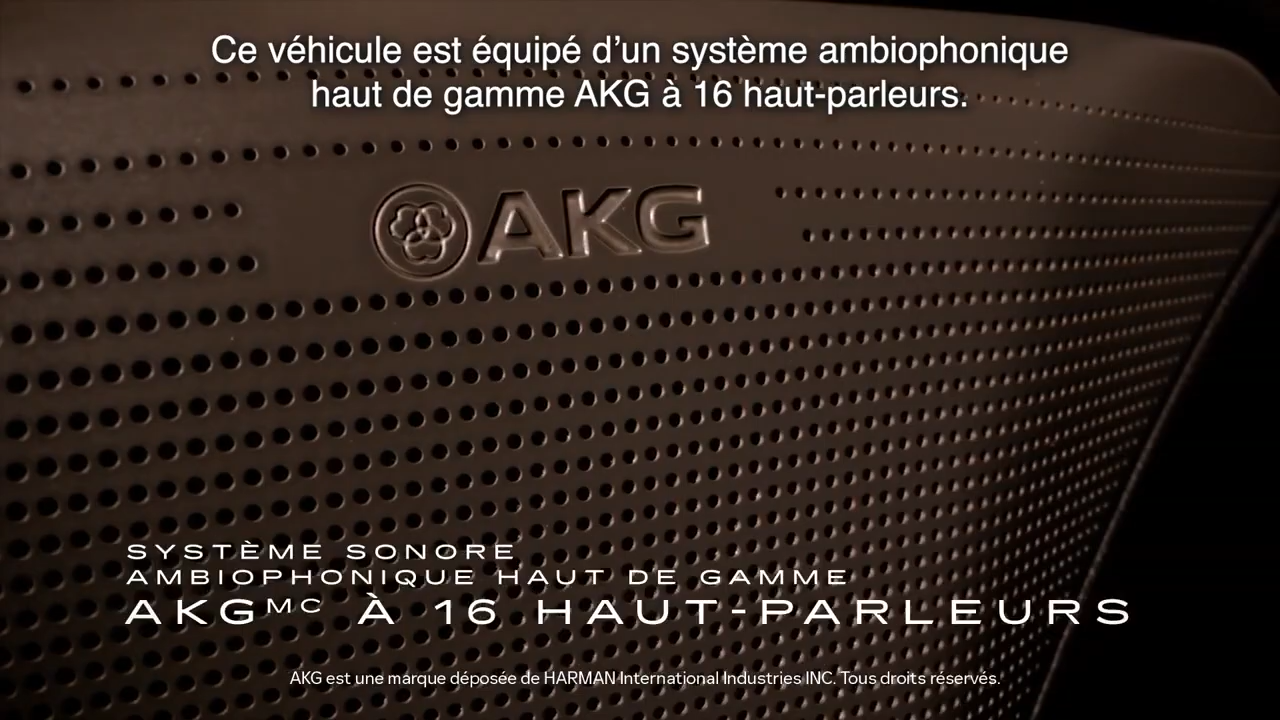 Ce véhicule est équipé d’un système ambiophonique
haut de gamme AKG à 16 haut-parleurs.
AKG
SYSTÈME SONORE
AMBIOPHONIQUE HAUT DE GAMME
AKGMC À 16 HAUT-PARLEURS
AKG est une marque déposée de HARMAN International Industries INC. Tous droits réservés.